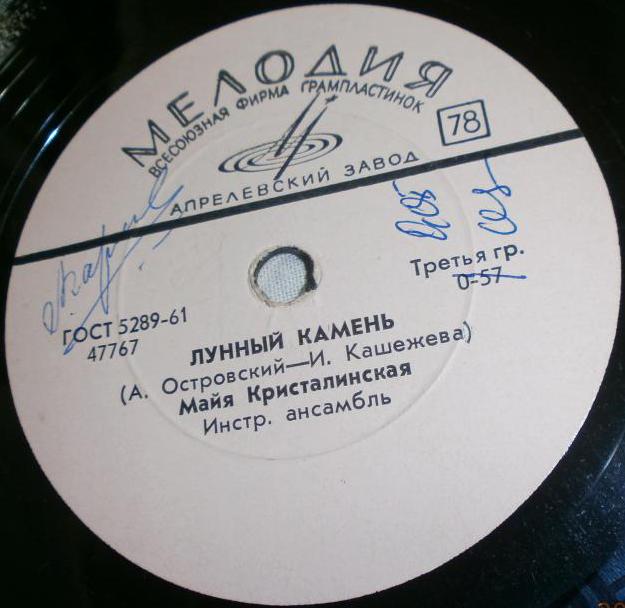 МЕЛОДИЯ
ВСЕСОЮЗНАЯ ФИРМА ГРАМПЛАСТИНОК
78
АПРЕЛЕВСКИЙ ЗАВОД
Третья гр.
0-57
ГОСТ 5289-61
47767
ЛУННЫЙ КАМЕНЬ
(А. Островский—И. Кашежева)
Майя Кристалинская
Инстр. ансамбль